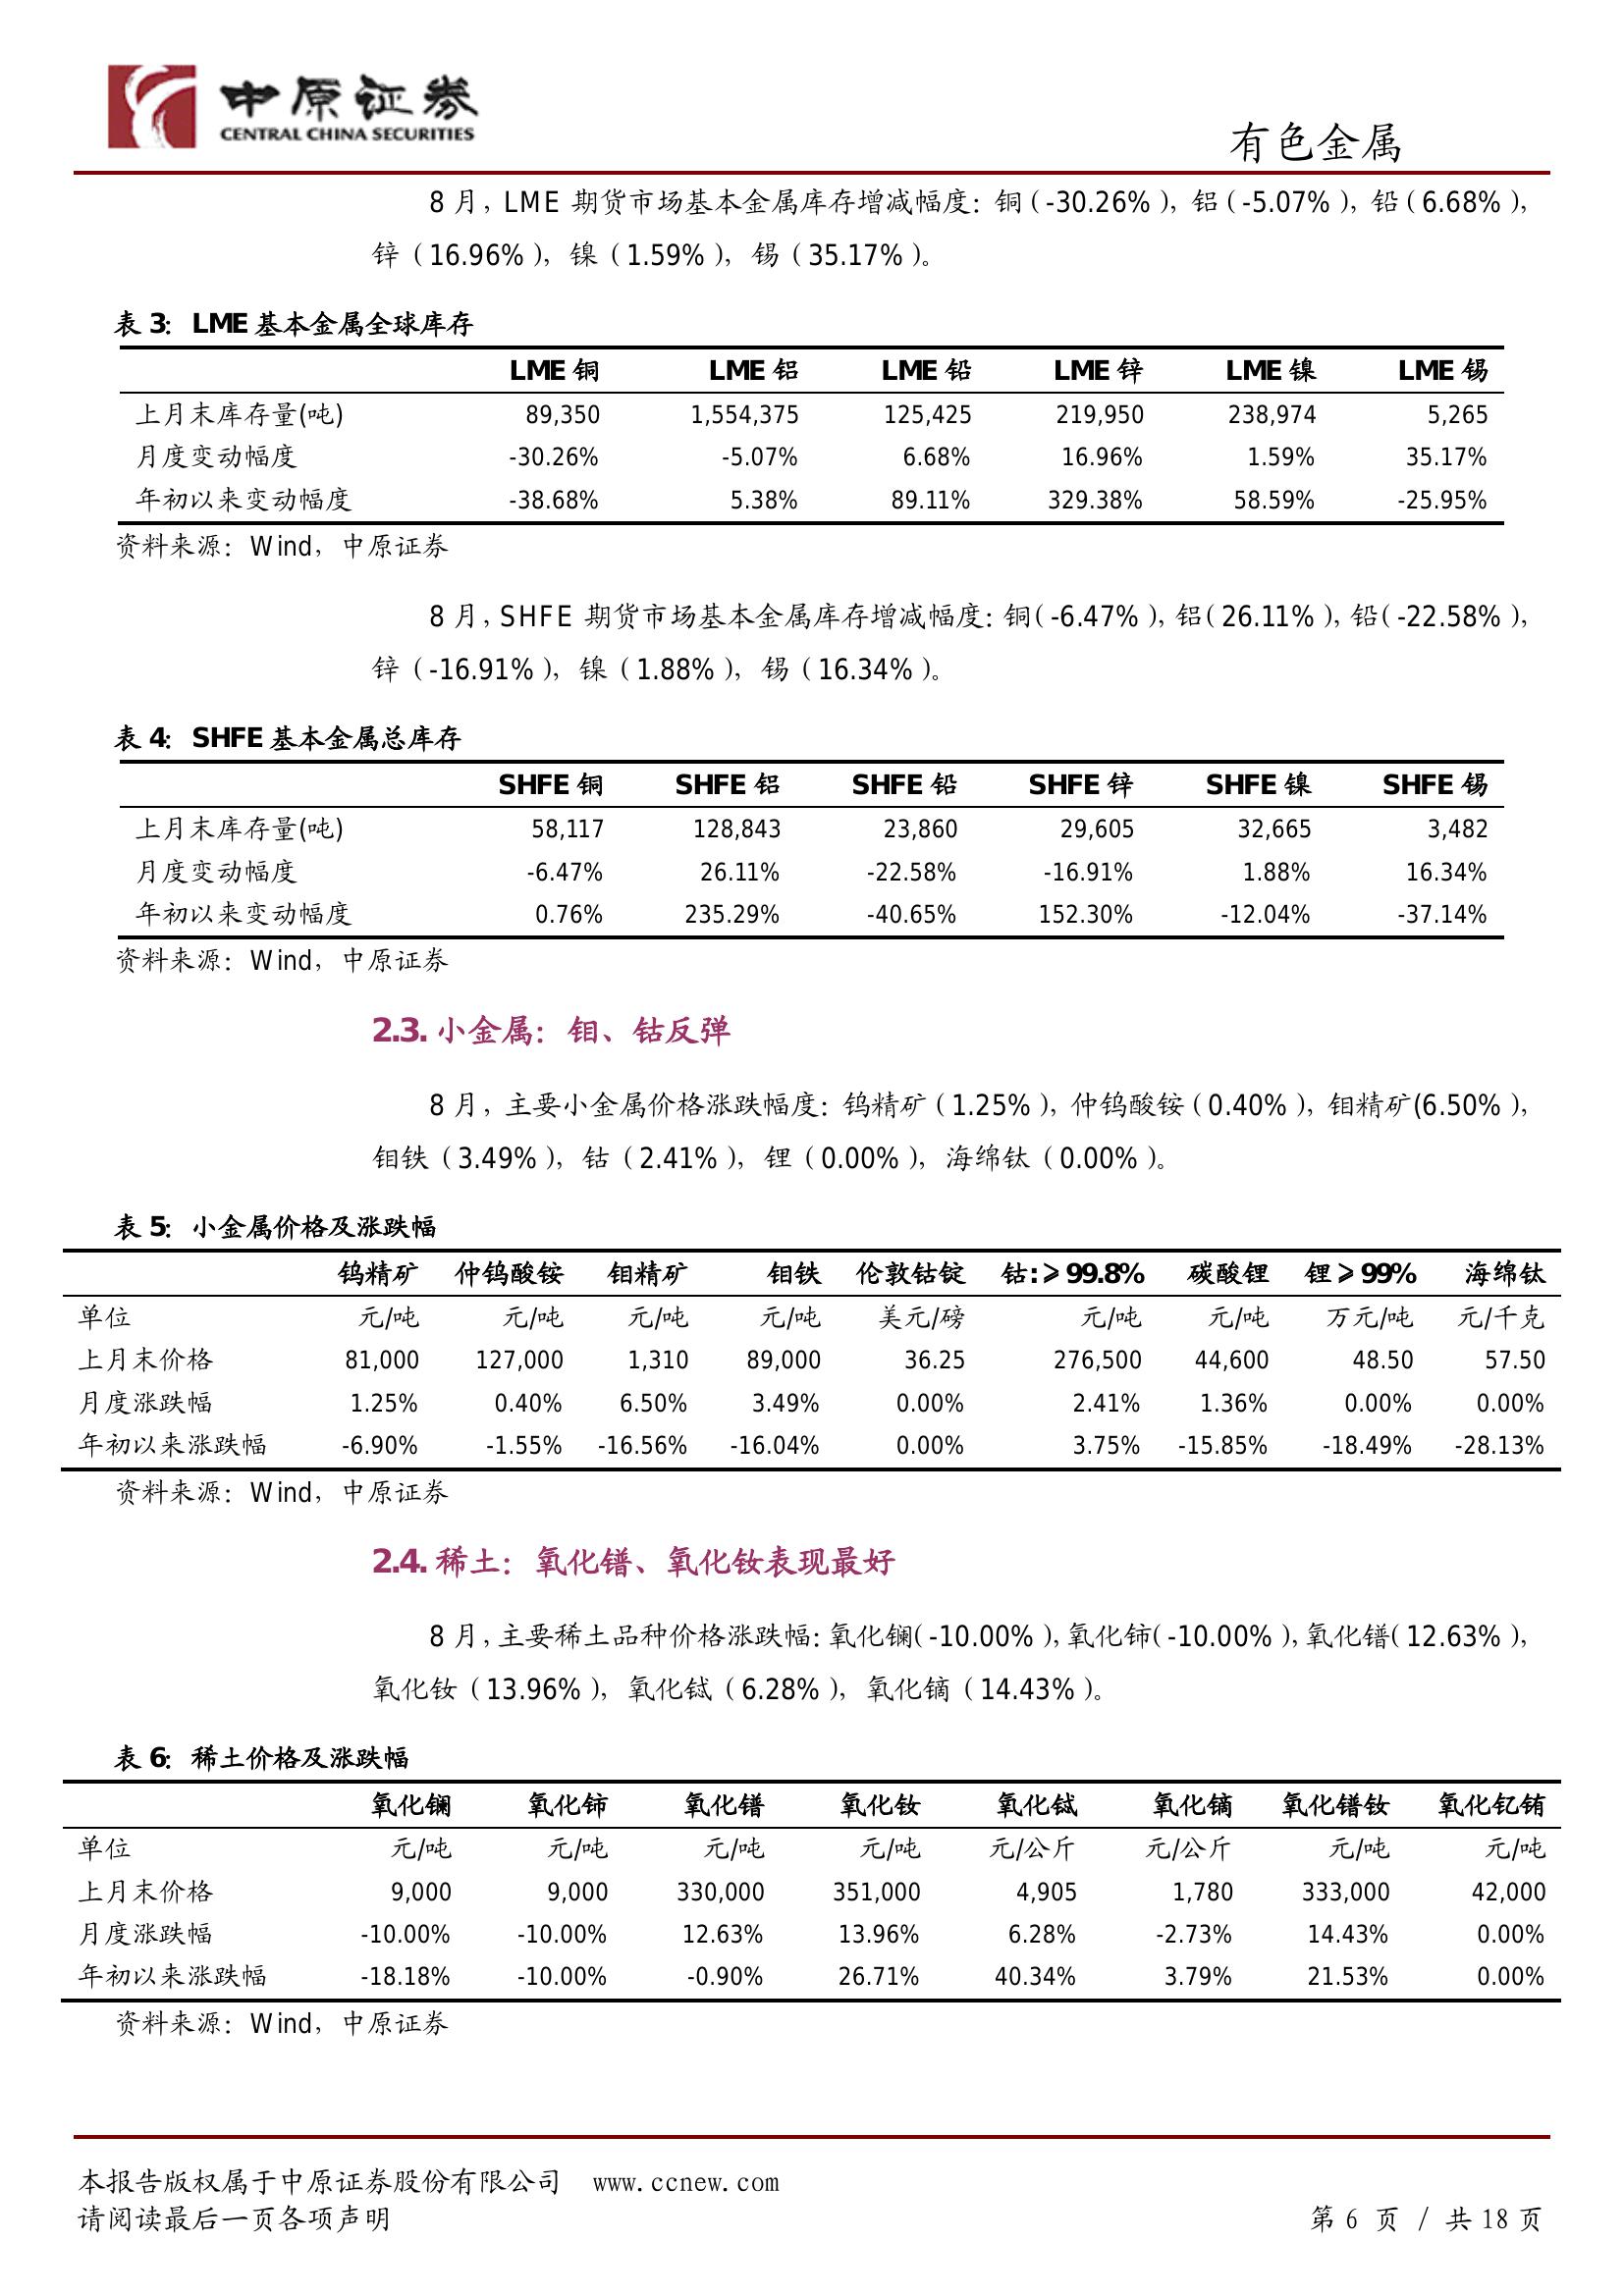 中原证券
CENTRAL CHINA SECURITIES
有色金属
8 月，LME 期货市场基本金属库存增减幅度：铜（-30.26%），铝（-5.07%），铅（6.68%），
锌（16.96%），镍（1.59%），锡（35.17%）。
表 3：LME 基本金属全球库存
LME 铜 LME 铝 LME 铅 LME 锌 LME 镍 LME 锡
上月末库存量(吨) 89,350 1,554,375 125,425 219,950 238,974 5,265
月度变动幅度 -30.26% -5.07% 6.68% 16.96% 1.59% 35.17%
年初以来变动幅度 -38.68% 5.38% 89.11% 329.38% 58.59% -25.95%
资料来源：Wind，中原证券
8 月，SHFE 期货市场基本金属库存增减幅度：铜（-6.47%），铝（26.11%），铅（-22.58%），
锌（-16.91%），镍（1.88%），锡（16.34%）。
表 4：SHFE 基本金属总库存
SHFE 铜 SHFE 铝 SHFE 铅 SHFE 锌 SHFE 镍 SHFE 锡
上月末库存量(吨) 58,117 128,843 23,860 29,605 32,665 3,482
月度变动幅度 -6.47% 26.11% -22.58% -16.91% 1.88% 16.34%
年初以来变动幅度 0.76% 235.29% -40.65% 152.30% -12.04% -37.14%
资料来源：Wind，中原证券
2.3. 小金属：钼、钴反弹
8 月，主要小金属价格涨跌幅度：钨精矿（1.25%），仲钨酸铵（0.40%），钼精矿(6.50%），
钼铁（3.49%），钴（2.41%），锂（0.00%），海绵钛（0.00%）。
表 5：小金属价格及涨跌幅
钨精矿 仲钨酸铵 钼精矿 钼铁 伦敦钴锭 钴:≥99.8% 碳酸锂 锂≥99% 海绵钛
单位 元/吨 元/吨 元/吨 元/吨 美元/磅 元/吨 元/吨 万元/吨 元/千克
上月末价格 81,000 127,000 1,310 89,000 36.25 276,500 44,600 48.50 57.50
月度涨跌幅 1.25% 0.40% 6.50% 3.49% 0.00% 2.41% 1.36% 0.00% 0.00%
年初以来涨跌幅 -6.90% -1.55% -16.56% -16.04% 0.00% 3.75% -15.85% -18.49% -28.13%
资料来源：Wind，中原证券
2.4. 稀土：氧化镨、氧化钕表现最好
8 月，主要稀土品种价格涨跌幅：氧化镧（-10.00%），氧化铈（-10.00%），氧化镨（12.63%），
氧化钕（13.96%），氧化铽（6.28%），氧化镝（14.43%）。
表 6：稀土价格及涨跌幅
氧化镧 氧化铈 氧化镨 氧化钕 氧化铽 氧化镝 氧化镨钕 氧化钇铕
单位 元/吨 元/吨 元/吨 元/吨 元/公斤 元/公斤 元/吨 元/吨
上月末价格 9,000 9,000 330,000 351,000 4,905 1,780 333,000 42,000
月度涨跌幅 -10.00% -10.00% 12.63% 13.96% 6.28% -2.73% 14.43% 0.00%
年初以来涨跌幅 -18.18% -10.00% -0.90% 26.71% 40.34% 3.79% 21.53% 0.00%
资料来源：Wind，中原证券
本报告版权属于中原证券股份有限公司 www.ccnew.com
请阅读最后一页各项声明 第 6 页 / 共 18 页